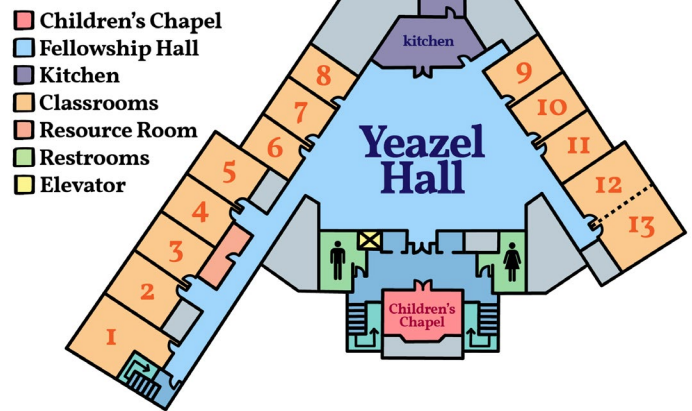 Children's Chapel
Fellowship Hall
Kitchen
Classrooms
Resource Room
Restrooms
Elevator
kitchen
Yeazel
Hall
8
7
6
5
4
3
2
1
9
10
11
12
13
Children's
Chapel